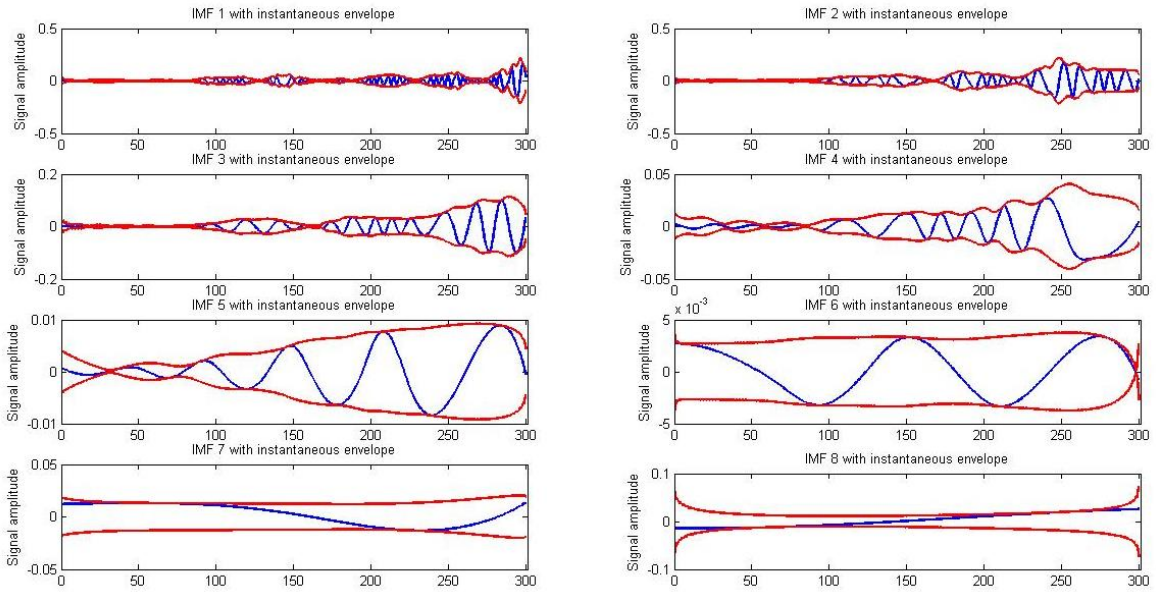 IMF 1 with instantaneous envelope
Signal amplitude
0.5
0
-0.5
0 50 100 150 200 250 300
IMF 2 with instantaneous envelope
Signal amplitude
0.5
0
-0.5
0 50 100 150 200 250 300
IMF 3 with instantaneous envelope
Signal amplitude
0.2
0
-0.2
0 50 100 150 200 250 300
IMF 4 with instantaneous envelope
Signal amplitude
0.05
0
-0.05
0 50 100 150 200 250 300
IMF 5 with instantaneous envelope
Signal amplitude
0.01
0
-0.01
0 50 100 150 200 250 300
x 10⁻³
IMF 6 with instantaneous envelope
Signal amplitude
5
0
-5
0 50 100 150 200 250 300
IMF 7 with instantaneous envelope
Signal amplitude
0.05
0
-0.05
0 50 100 150 200 250 300
IMF 8 with instantaneous envelope
Signal amplitude
0.1
0
-0.1
0 50 100 150 200 250 300